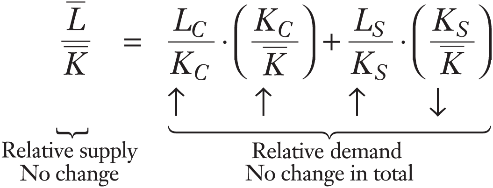 L̅/K̅ = L_C/K_C · (K_C/K̅) + L_S/K_S · (K_S/K̅)
↑ ↑ ↑ ↓
Relative supply
No change
Relative demand
No change in total